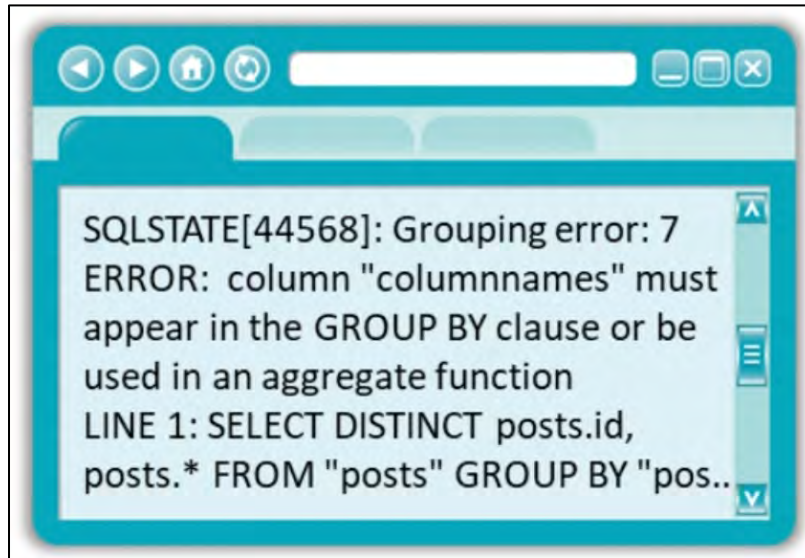 SQLSTATE[44568]: Grouping error: 7
ERROR:  column "columnnames" must
appear in the GROUP BY clause or be
used in an aggregate function
LINE 1: SELECT DISTINCT posts.id,
posts.* FROM "posts" GROUP BY "pos..